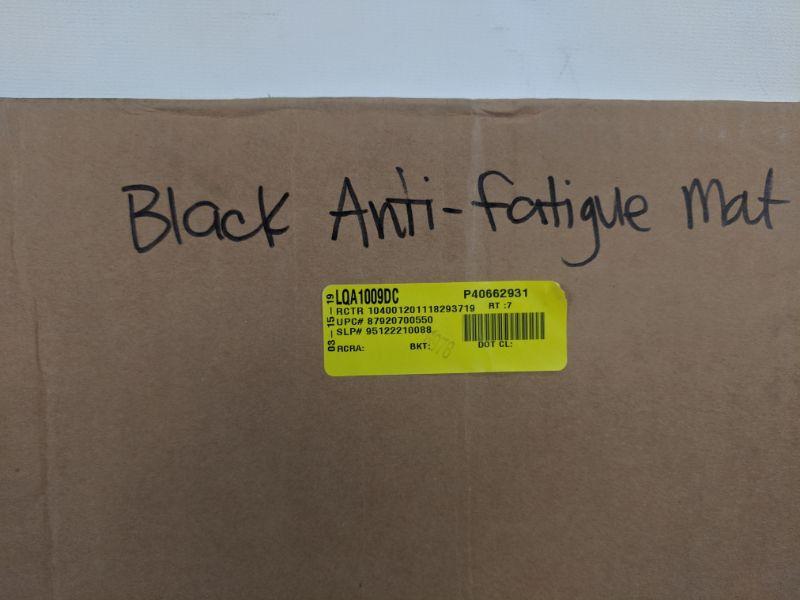 Black Anti-fatigue Mat
03-15-19
LQA1009DC P40662931
RCTR 104001201118293719 RT :7
UPC# 87920700550
SLP# 95122210088
RCRA: BKT: DOT CL: